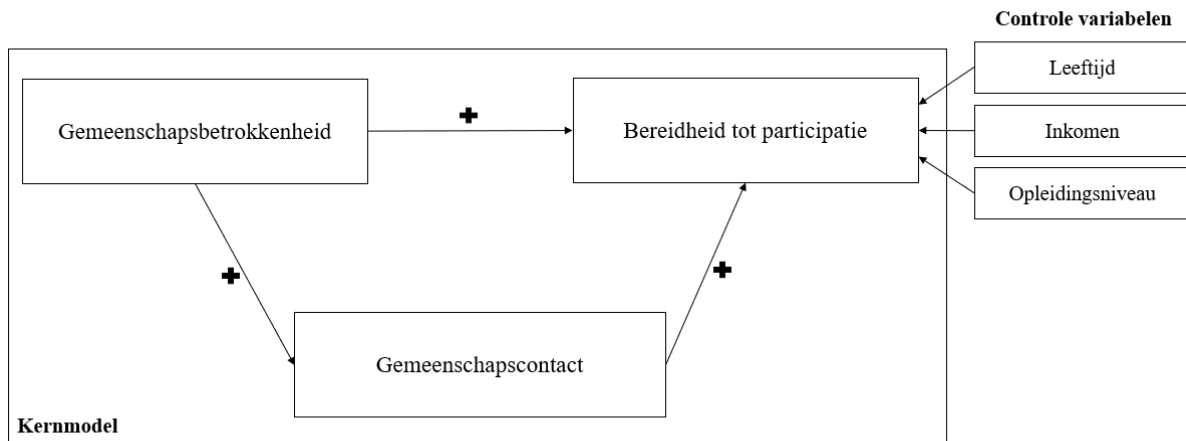 Controle variabelen
Leeftijd
Gemeenschapsbetrokkenheid
Bereidheid tot participatie
Inkomen
Opleidingsniveau
Gemeenschapscontact
Kernmodel